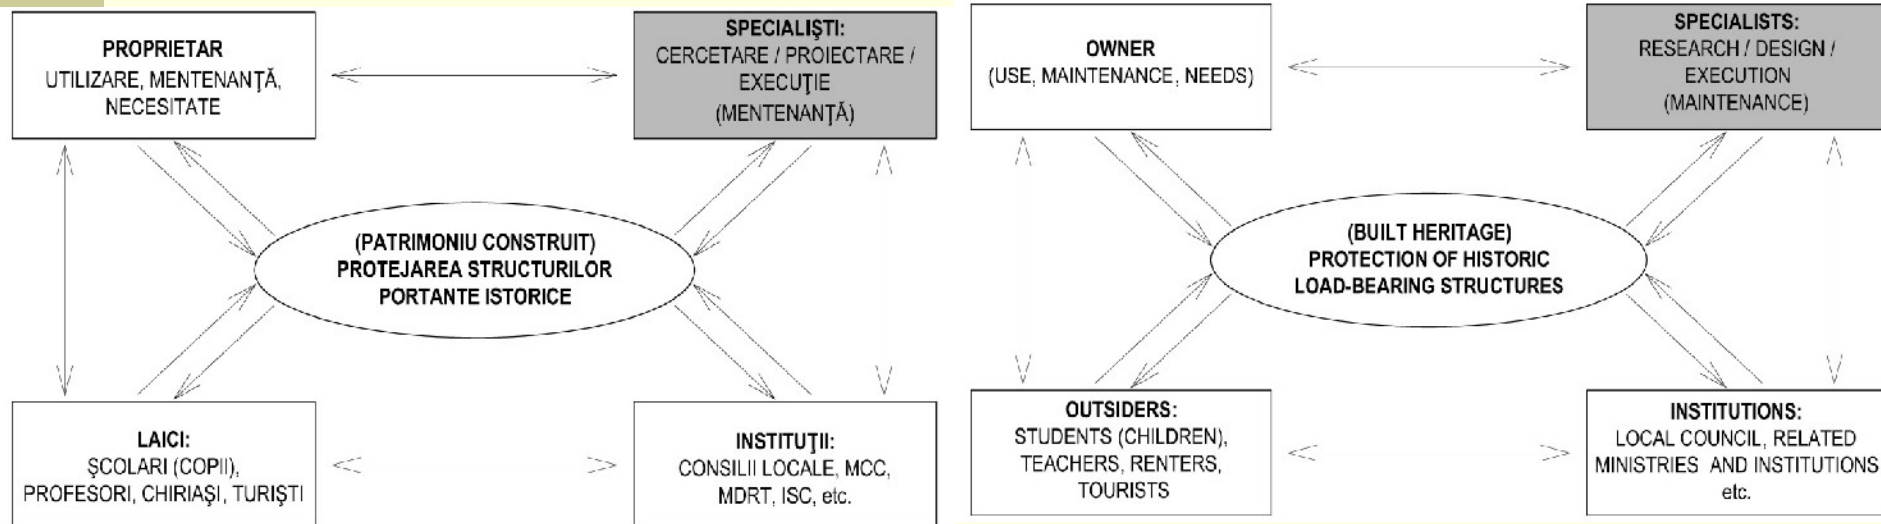 PROPRIETAR
UTILIZARE, MENTENANŢĂ,
NECESITATE
SPECIALIŞTI:
CERCETARE / PROIECTARE /
EXECUŢIE
(MENTENANŢĂ)
(PATRIMONIU CONSTRUIT)
PROTEJAREA STRUCTURILOR
PORTANTE ISTORICE
LAICI:
ŞCOLARI (COPII),
PROFESORI, CHIRIAŞI, TURIŞTI
INSTITUŢII:
CONSILII LOCALE, MCC,
MDRT, ISC, etc.
OWNER
(USE, MAINTENANCE, NEEDS)
SPECIALISTS:
RESEARCH / DESIGN /
EXECUTION
(MAINTENANCE)
(BUILT HERITAGE)
PROTECTION OF HISTORIC
LOAD-BEARING STRUCTURES
OUTSIDERS:
STUDENTS (CHILDREN),
TEACHERS, RENTERS,
TOURISTS
INSTITUTIONS:
LOCAL COUNCIL, RELATED
MINISTRIES AND INSTITUTIONS
etc.